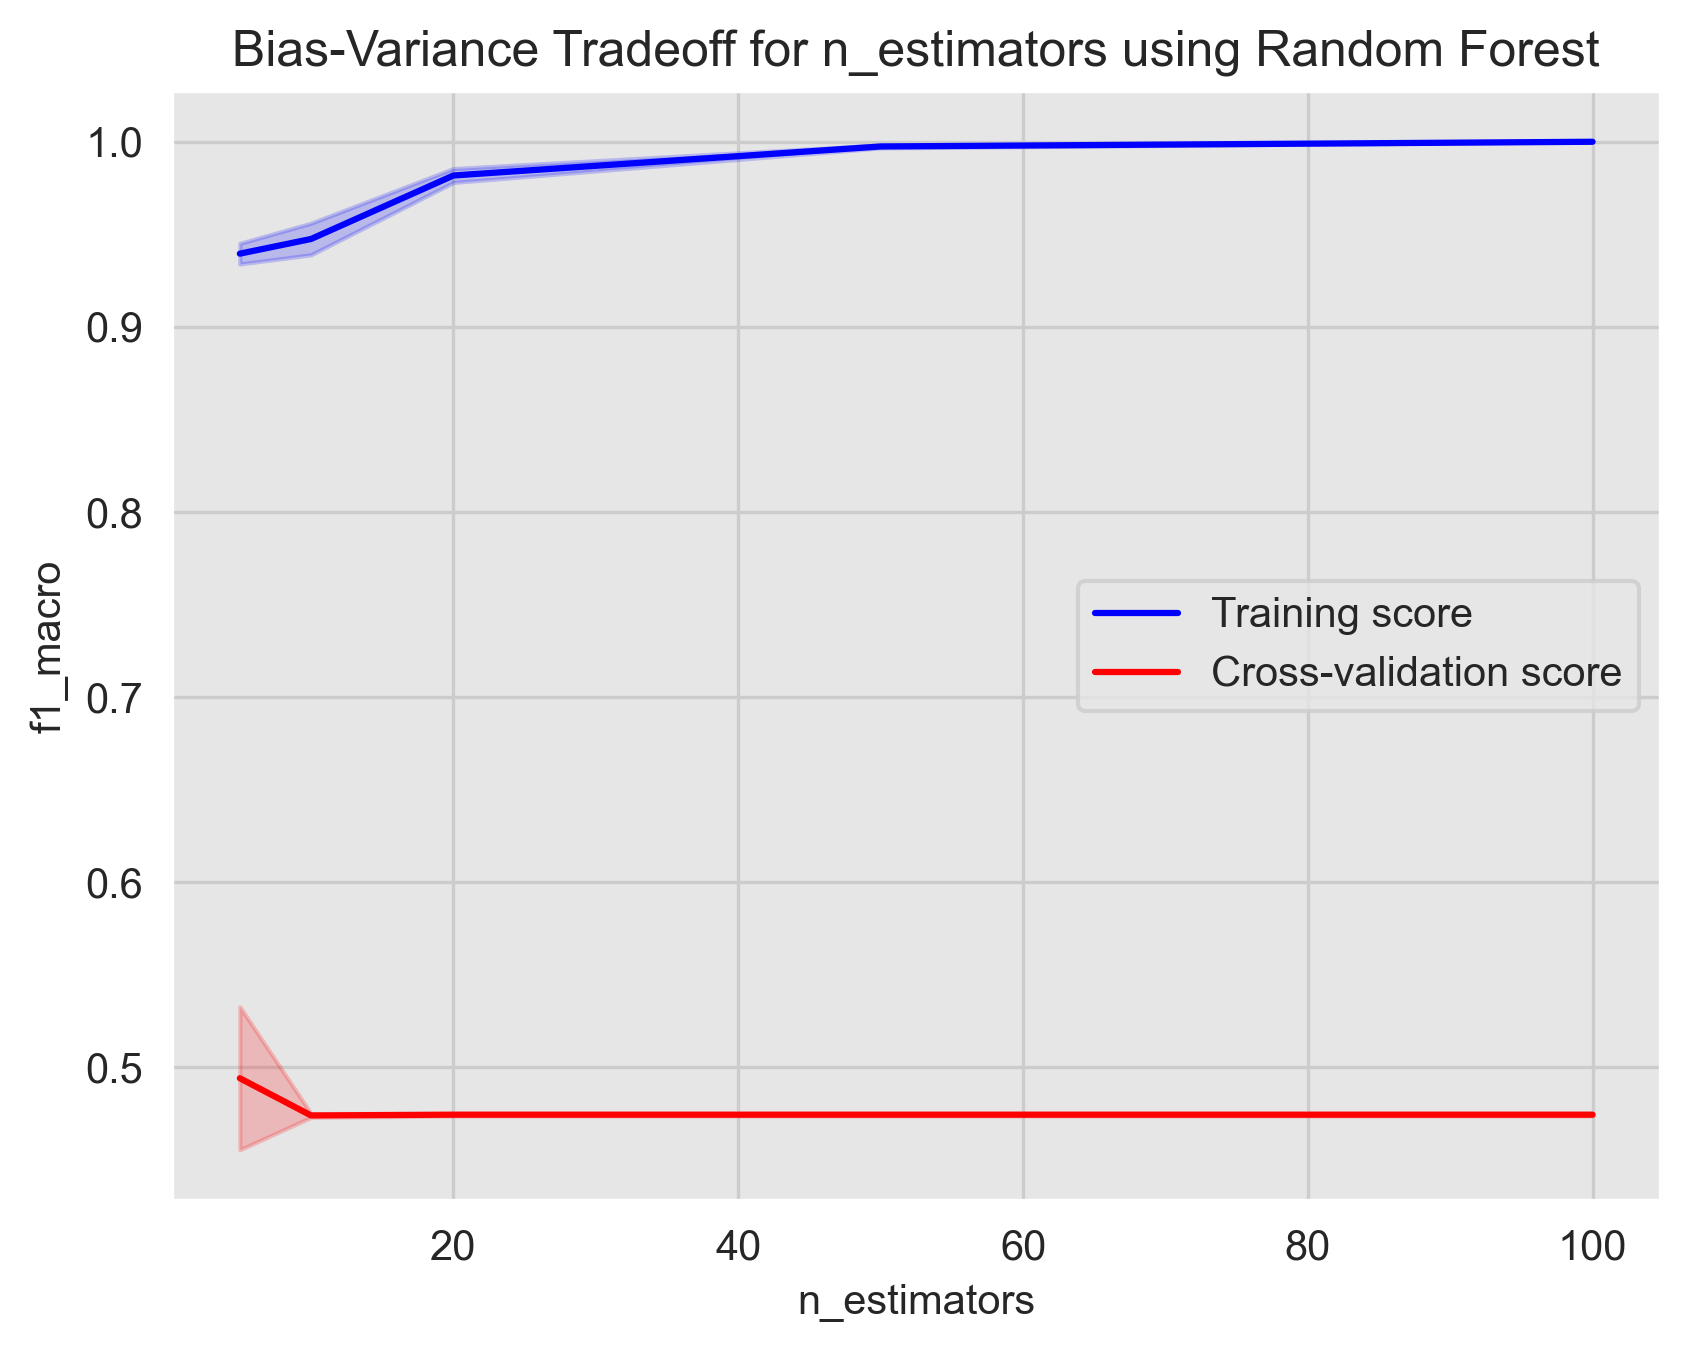 Bias-Variance Tradeoff for n_estimators using Random Forest
1.0
0.9
0.8
0.7
0.6
0.5
f1_macro
Training score
Cross-validation score
20
40
60
80
100
n_estimators